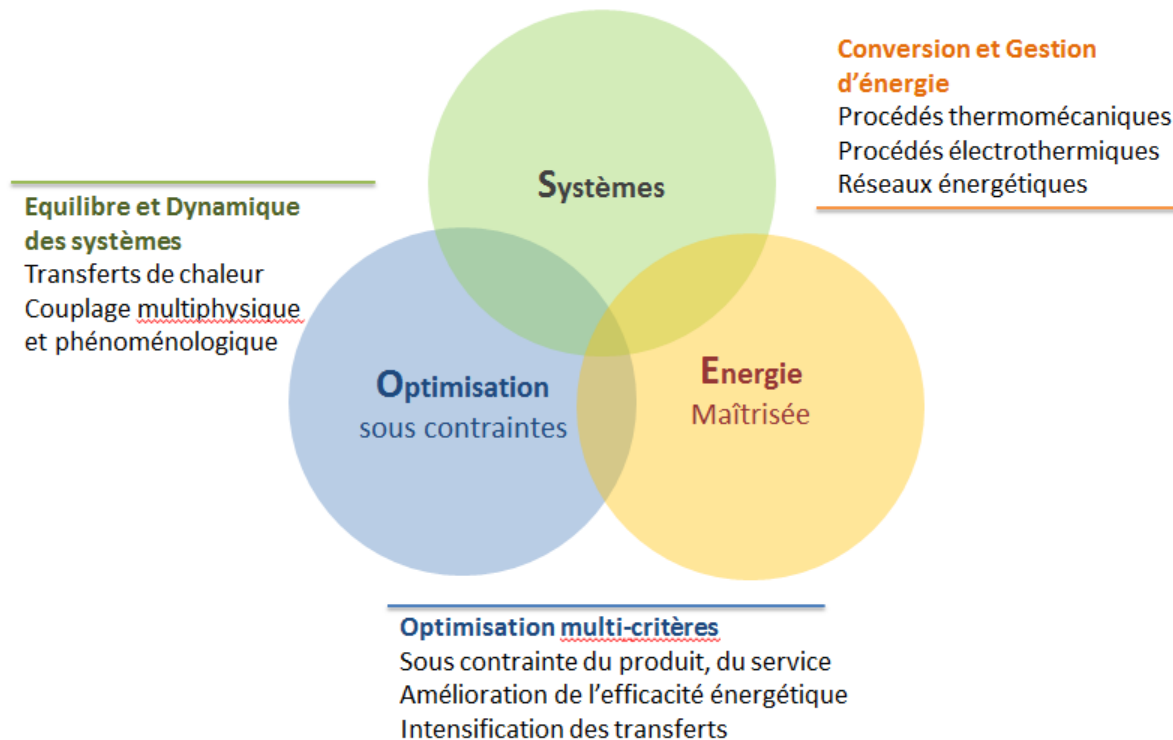 Conversion et Gestion
d’énergie
Procédés thermomécaniques
Procédés électrothermiques
Réseaux énergétiques
Systèmes
Equilibre et Dynamique
des systèmes
Transferts de chaleur
Couplage multiphysique
et phénoménologique
Optimisation
sous contraintes
Energie
Maîtrisée
Optimisation multi-critères
Sous contrainte du produit, du service
Amélioration de l’efficacité énergétique
Intensification des transferts